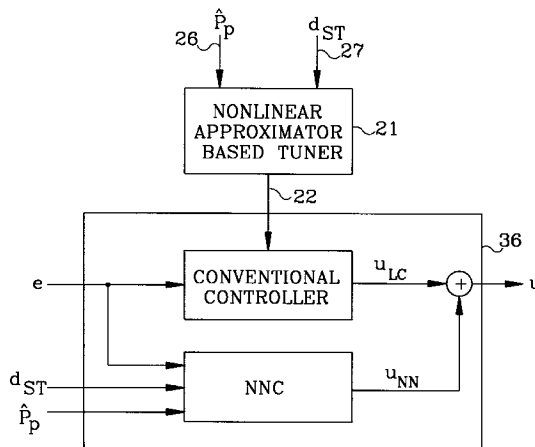 P̂p
dST
26
27
NONLINEAR
APPROXIMATOR
BASED TUNER
21
22
36
e
CONVENTIONAL
CONTROLLER
uLC
+
u
dST
NNC
uNN
P̂p